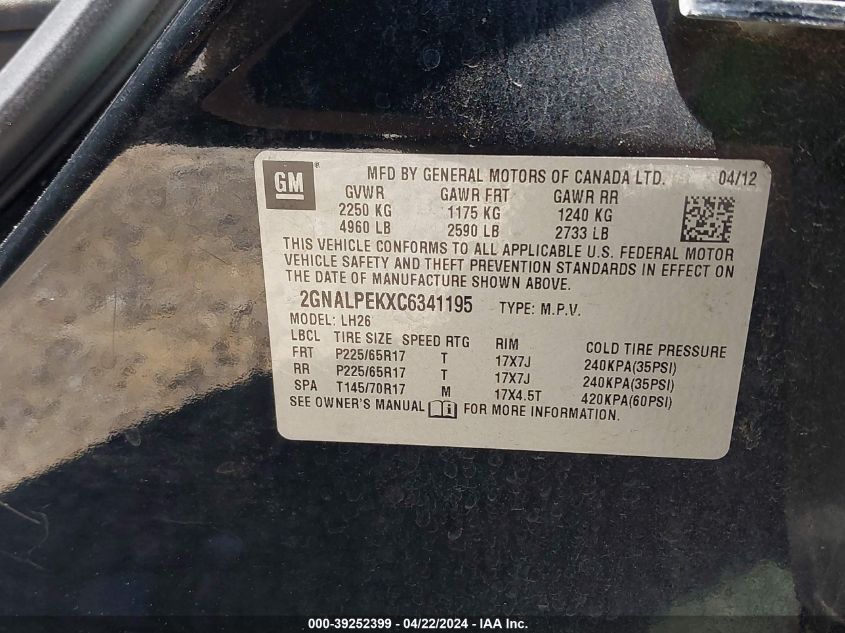 GM® MFD BY GENERAL MOTORS OF CANADA LTD. 04/12
GVWR GAWR FRT GAWR RR
2250 KG 1175 KG 1240 KG
4960 LB 2590 LB 2733 LB
THIS VEHICLE CONFORMS TO ALL APPLICABLE U.S. FEDERAL MOTOR
VEHICLE SAFETY AND THEFT PREVENTION STANDARDS IN EFFECT ON
THE DATE OF MANUFACTURE SHOWN ABOVE.
2GNALPEKXC6341195 TYPE: M.P.V.
MODEL: LH26
LBCL TIRE SIZE SPEED RTG RIM COLD TIRE PRESSURE
FRT P225/65R17 T 17X7J 240KPA(35PSI)
RR P225/65R17 T 17X7J 240KPA(35PSI)
SPA T145/70R17 M 17X4.5T 420KPA(60PSI)
SEE OWNER'S MANUAL FOR MORE INFORMATION.
000-39252399 - 04/22/2024 - IAA Inc.